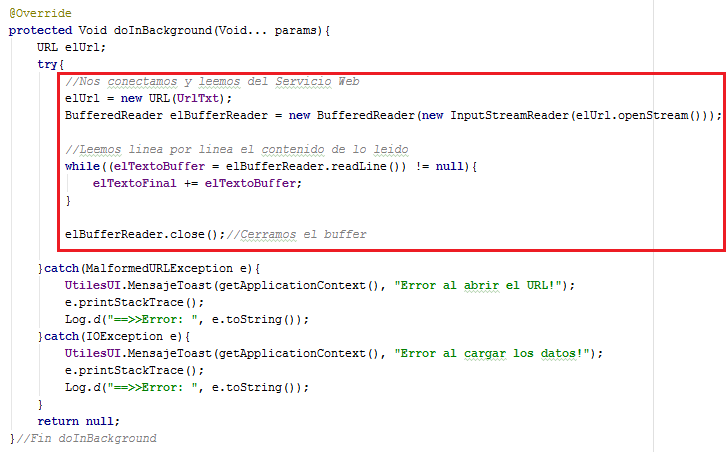 @Override
protected Void doInBackground(Void... params){
URL elUrl;
try{
//Nos conectamos y leemos del Servicio Web
elUrl = new URL(UrlTxt);
BufferedReader elBufferReader = new BufferedReader(new InputStreamReader(elUrl.openStream()));
//Leemos linea por linea el contenido de lo leido
while((elTextoBuffer = elBufferReader.readLine()) != null){
elTextoFinal += elTextoBuffer;
}
elBufferReader.close();//Cerramos el buffer
}catch(MalformedURLException e){
UtilesUI.MensajeToast(getApplicationContext(), "Error al abrir el URL!");
e.printStackTrace();
Log.d("==>>Error: ", e.toString());
}catch(IOException e){
UtilesUI.MensajeToast(getApplicationContext(), "Error al cargar los datos!");
e.printStackTrace();
Log.d("==>>Error: ", e.toString());
}
return null;
}//Fin doInBackground